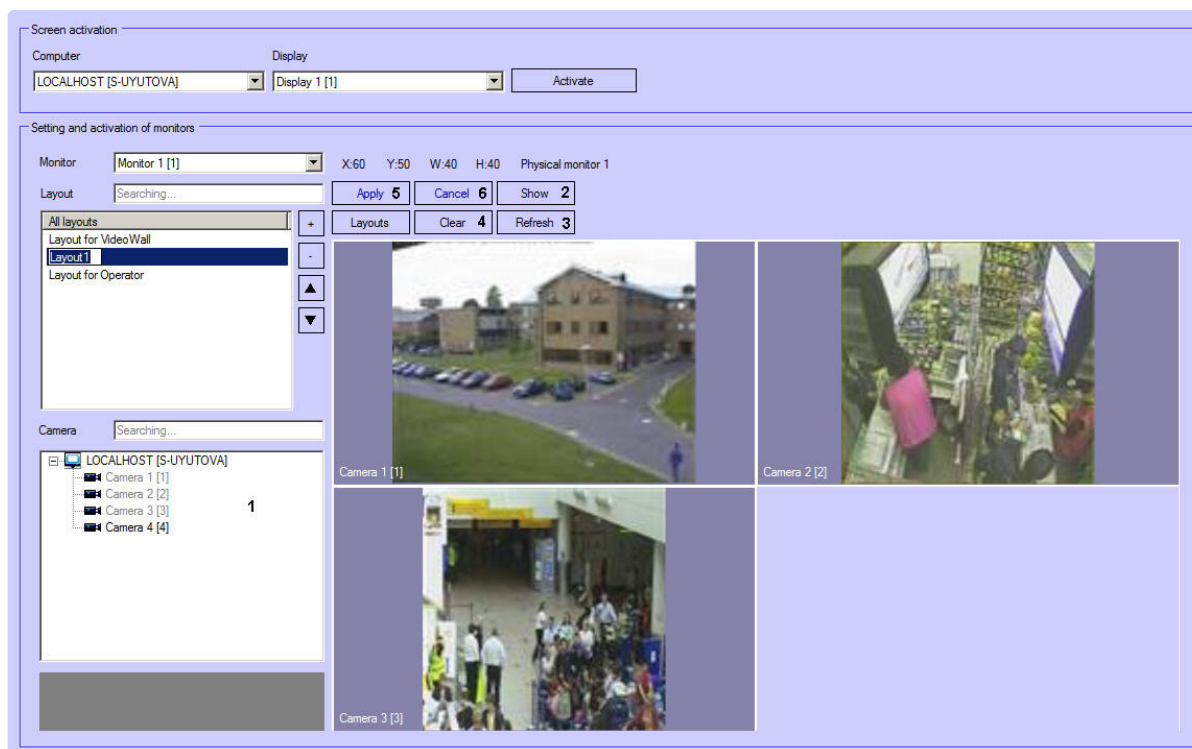 Screen activation
Computer Display
LOCALHOST [S-UYUTOVA] Display 1 [1] Activate
Setting and activation of monitors
Monitor Monitor 1 [1] X:60 Y:50 W:40 H:40 Physical monitor 1
Layout Searching... Apply 5 Cancel 6 Show 2
All layouts + Layouts Clear 4 Refresh 3
Layout for VideoWall
Layout1 -
Layout for Operator
Camera Searching...
LOCALHOST [S-UYUTOVA]
Camera 1 [1]
Camera 2 [2]
Camera 3 [3] 1
Camera 4 [4]
Camera 1 [1] Camera 2 [2]
Camera 3 [3]